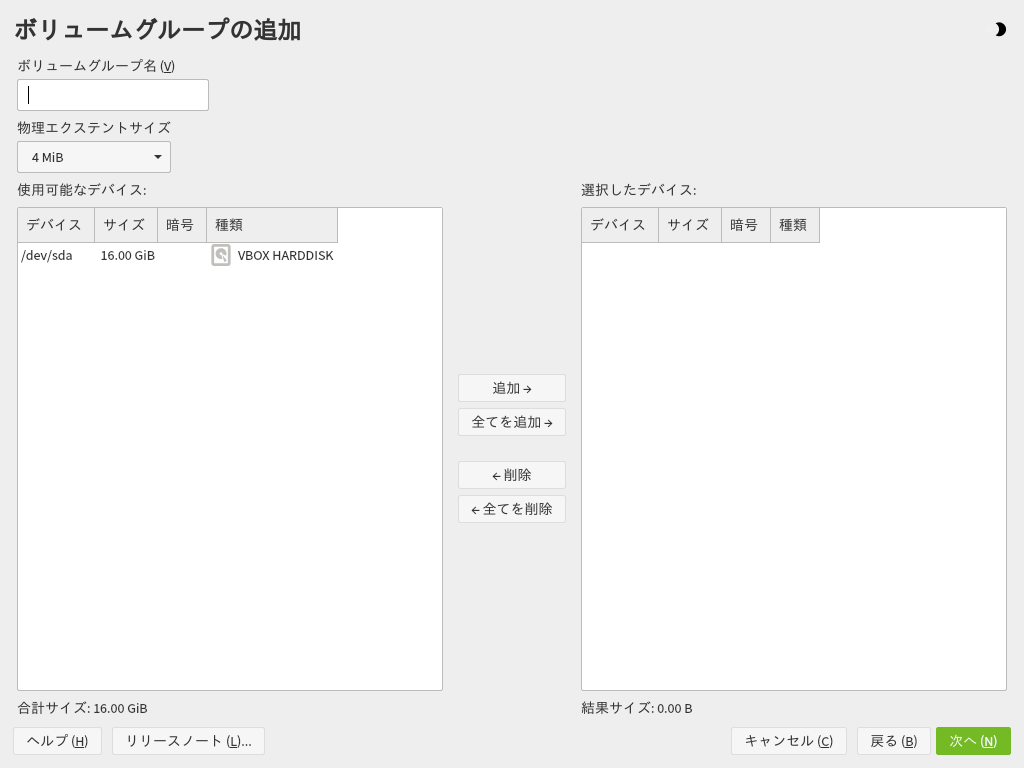 ボリュームグループの追加
ボリュームグループ名 (V)
物理エクステントサイズ
4 MiB
使用可能なデバイス:
デバイス サイズ 暗号 種類
/dev/sda 16.00 GiB VBOX HARDDISK
合計サイズ: 16.00 GiB
追加→
全てを追加→
←削除
←全てを削除
選択したデバイス:
デバイス サイズ 暗号 種類
結果サイズ: 0.00 B
ヘルプ (H) リリースノート (L)... キャンセル (C) 戻る (B) 次へ (N)